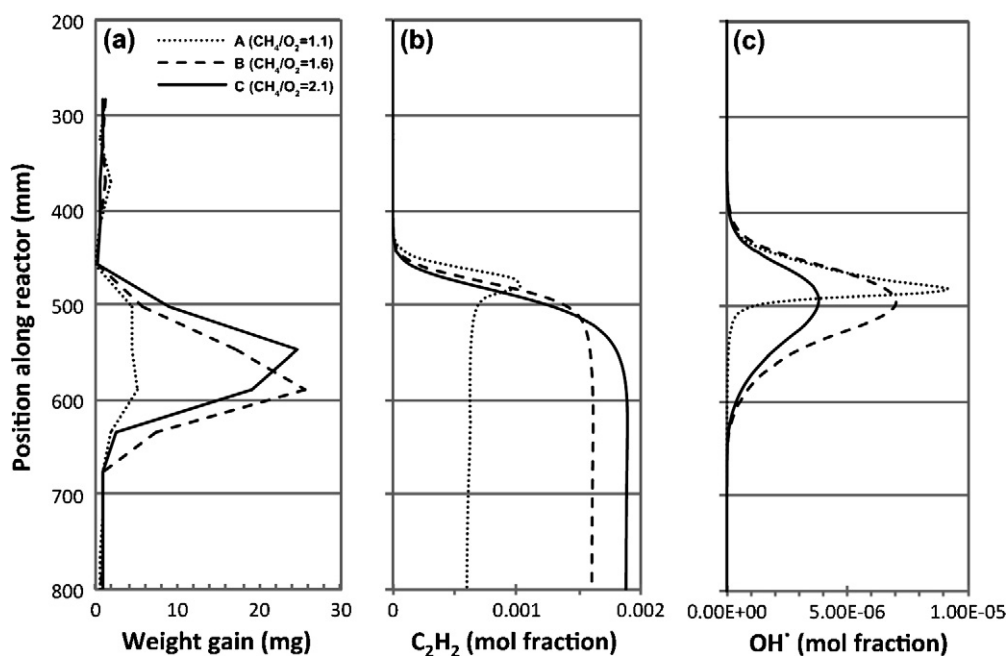 (a)
A (CH₄/O₂=1.1)
B (CH₄/O₂=1.6)
C (CH₄/O₂=2.1)
(b)
(c)
Position along reactor (mm)
200
300
400
500
600
700
800
0 10 20 30
Weight gain (mg)
0 0.001 0.002
C₂H₂ (mol fraction)
0.00E+00 5.00E-06 1.00E-05
OH˙ (mol fraction)